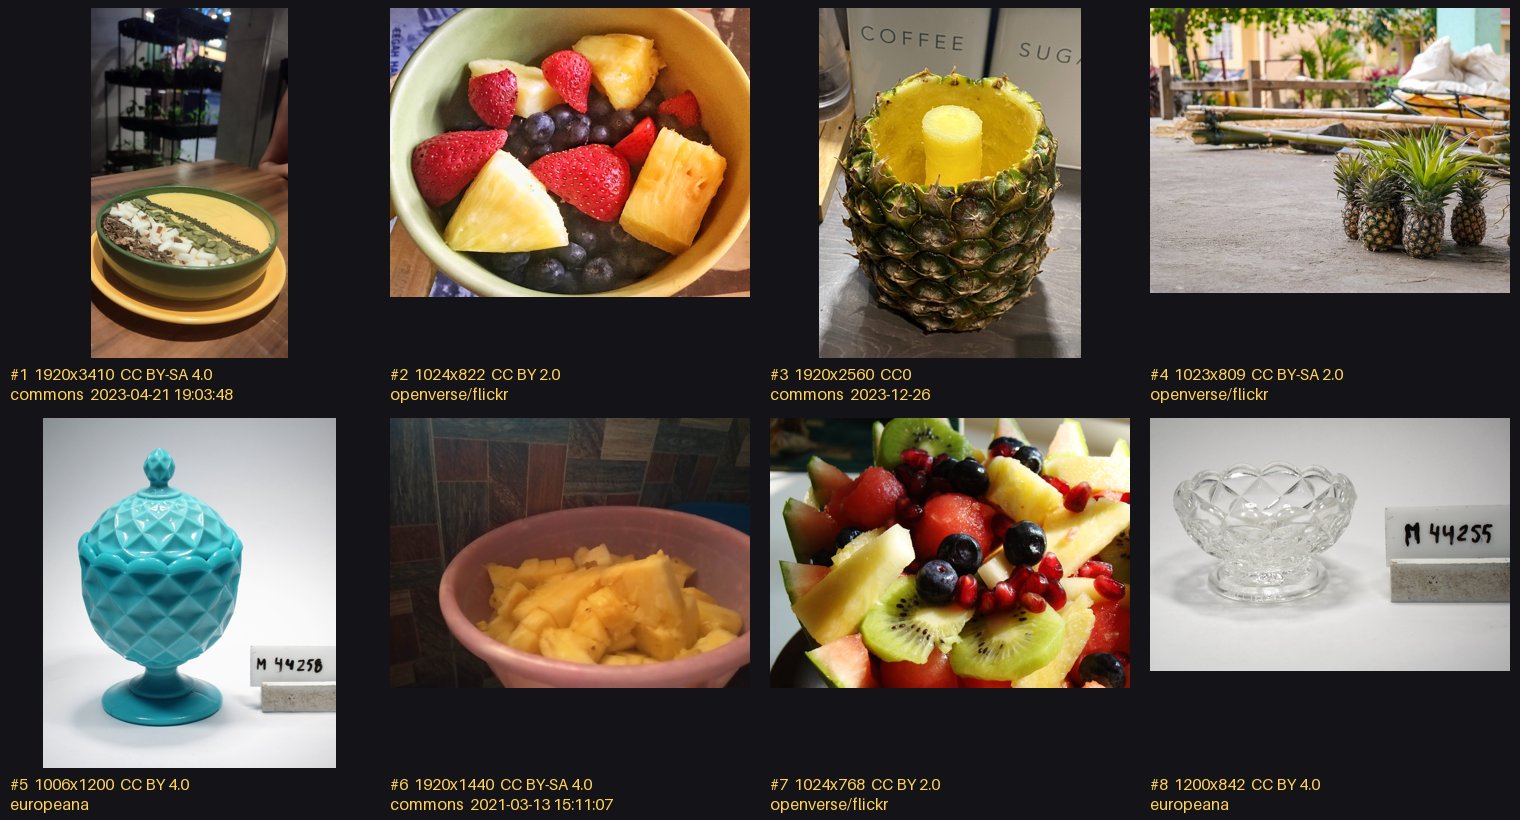 COFFEE
SUGA
#1 1920x3410 CC BY-SA 4.0
commons 2023-04-21 19:03:48
#2 1024x822 CC BY 2.0
openverse/flickr
#3 1920x2560 CC0
commons 2023-12-26
#4 1023x809 CC BY-SA 2.0
openverse/flickr
M 44258
M 44255
#5 1006x1200 CC BY 4.0
europeana
#6 1920x1440 CC BY-SA 4.0
commons 2021-03-13 15:11:07
#7 1024x768 CC BY 2.0
openverse/flickr
#8 1200x842 CC BY 4.0
europeana